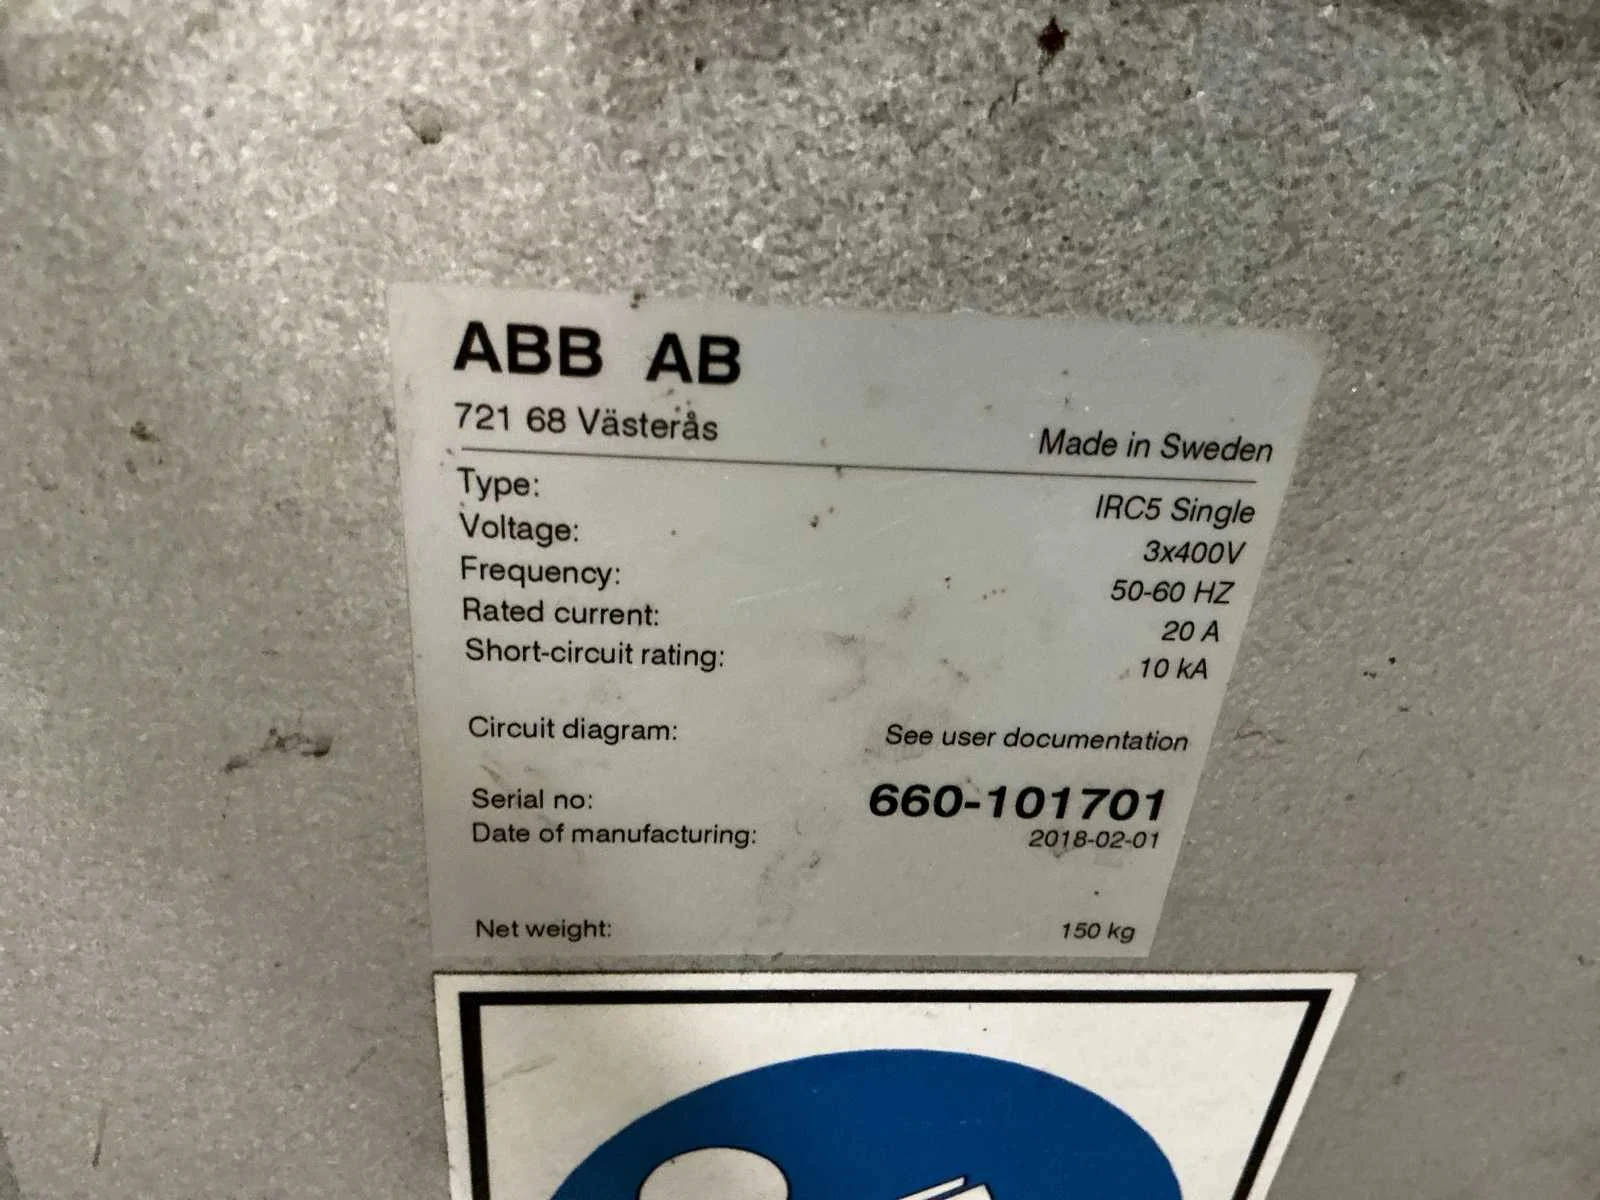 ABB AB
721 68 Västerås
Made in Sweden
Type: IRC5 Single
Voltage: 3x400V
Frequency: 50-60 HZ
Rated current: 20 A
Short-circuit rating: 10 kA
Circuit diagram: See user documentation
Serial no: 660-101701
Date of manufacturing: 2018-02-01
Net weight: 150 kg